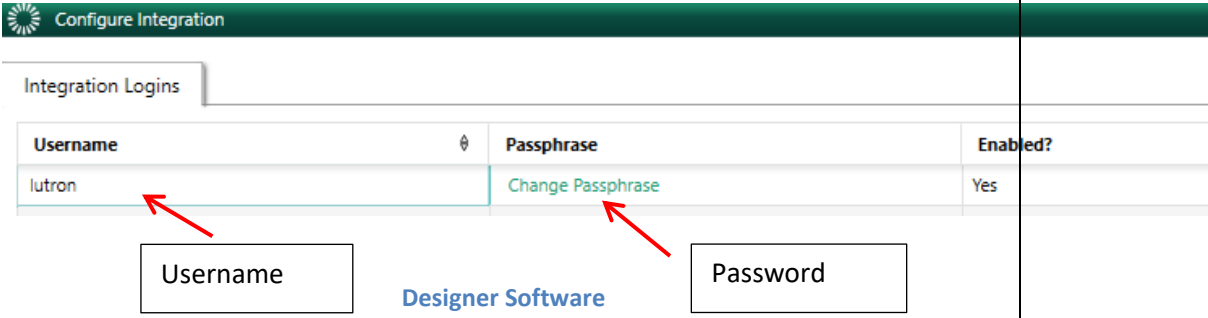 Configure Integration
Integration Logins
Username Passphrase Enabled?
lutron Change Passphrase Yes
Username Password
Designer Software